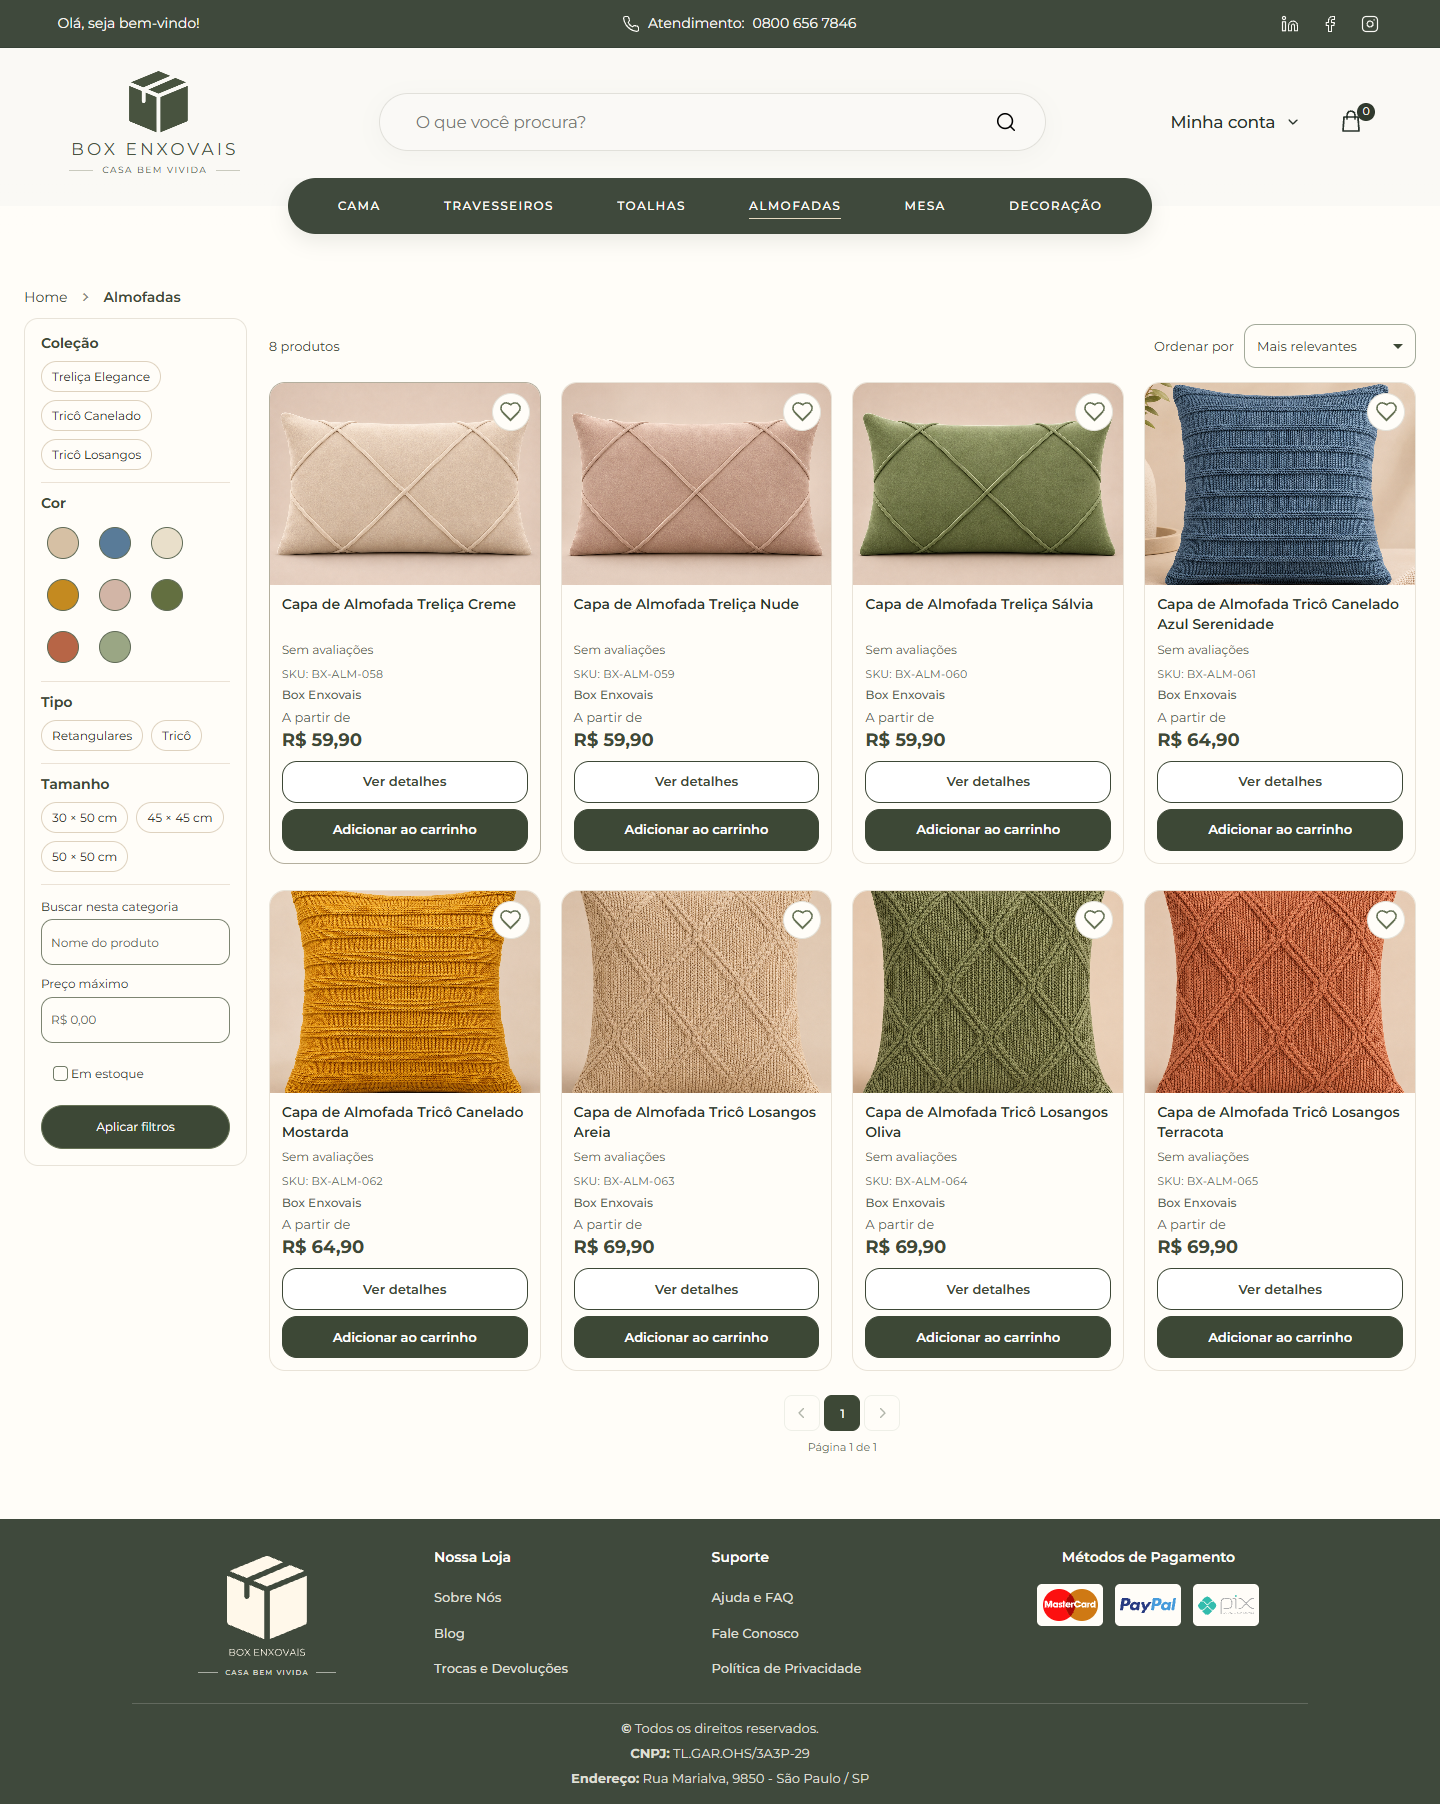 Olá, seja bem-vindo!
Atendimento: 0800 656 7846
BOX ENXOVAIS
CASA BEM VIVIDA
O que você procura?
Minha conta
0
CAMA
TRAVESSEIROS
TOALHAS
ALMOFADAS
MESA
DECORAÇÃO
Home
Almofadas
Coleção
Treliça Elegance
Tricô Canelado
Tricô Losangos
Cor
Tipo
Retangulares
Tricô
Tamanho
30 × 50 cm
45 × 45 cm
50 × 50 cm
Buscar nesta categoria
Nome do produto
Preço máximo
R$ 0,00
Em estoque
Aplicar filtros
8 produtos
Ordenar por
Mais relevantes
Capa de Almofada Treliça Creme
Sem avaliações
SKU: BX-ALM-058
Box Enxovais
A partir de
R$ 59,90
Ver detalhes
Adicionar ao carrinho
Capa de Almofada Treliça Nude
Sem avaliações
SKU: BX-ALM-059
Box Enxovais
A partir de
R$ 59,90
Ver detalhes
Adicionar ao carrinho
Capa de Almofada Treliça Sálvia
Sem avaliações
SKU: BX-ALM-060
Box Enxovais
A partir de
R$ 59,90
Ver detalhes
Adicionar ao carrinho
Capa de Almofada Tricô Canelado
Azul Serenidade
Sem avaliações
SKU: BX-ALM-061
Box Enxovais
A partir de
R$ 64,90
Ver detalhes
Adicionar ao carrinho
Capa de Almofada Tricô Canelado
Mostarda
Sem avaliações
SKU: BX-ALM-062
Box Enxovais
A partir de
R$ 64,90
Ver detalhes
Adicionar ao carrinho
Capa de Almofada Tricô Losangos
Areia
Sem avaliações
SKU: BX-ALM-063
Box Enxovais
A partir de
R$ 69,90
Ver detalhes
Adicionar ao carrinho
Capa de Almofada Tricô Losangos
Oliva
Sem avaliações
SKU: BX-ALM-064
Box Enxovais
A partir de
R$ 69,90
Ver detalhes
Adicionar ao carrinho
Capa de Almofada Tricô Losangos
Terracota
Sem avaliações
SKU: BX-ALM-065
Box Enxovais
A partir de
R$ 69,90
Ver detalhes
Adicionar ao carrinho
1
Página 1 de 1
BOX ENXOVAIS
CASA BEM VIVIDA
Nossa Loja
Sobre Nós
Blog
Trocas e Devoluções
Suporte
Ajuda e FAQ
Fale Conosco
Política de Privacidade
Métodos de Pagamento
MasterCard
PayPal
pix
© Todos os direitos reservados.
CNPJ: TL.GAR.OHS/3A3P-29
Endereço: Rua Marialva, 9850 - São Paulo / SP